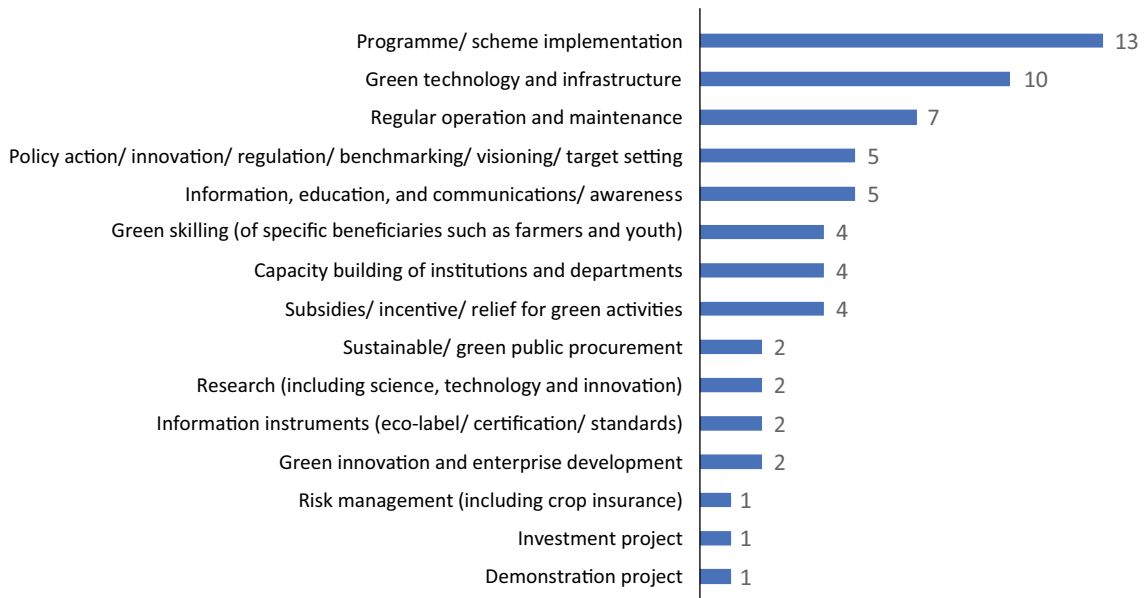 Programme/ scheme implementation 13
Green technology and infrastructure 10
Regular operation and maintenance 7
Policy action/ innovation/ regulation/ benchmarking/ visioning/ target setting 5
Information, education, and communications/ awareness 5
Green skilling (of specific beneficiaries such as farmers and youth) 4
Capacity building of institutions and departments 4
Subsidies/ incentive/ relief for green activities 4
Sustainable/ green public procurement 2
Research (including science, technology and innovation) 2
Information instruments (eco-label/ certification/ standards) 2
Green innovation and enterprise development 2
Risk management (including crop insurance) 1
Investment project 1
Demonstration project 1